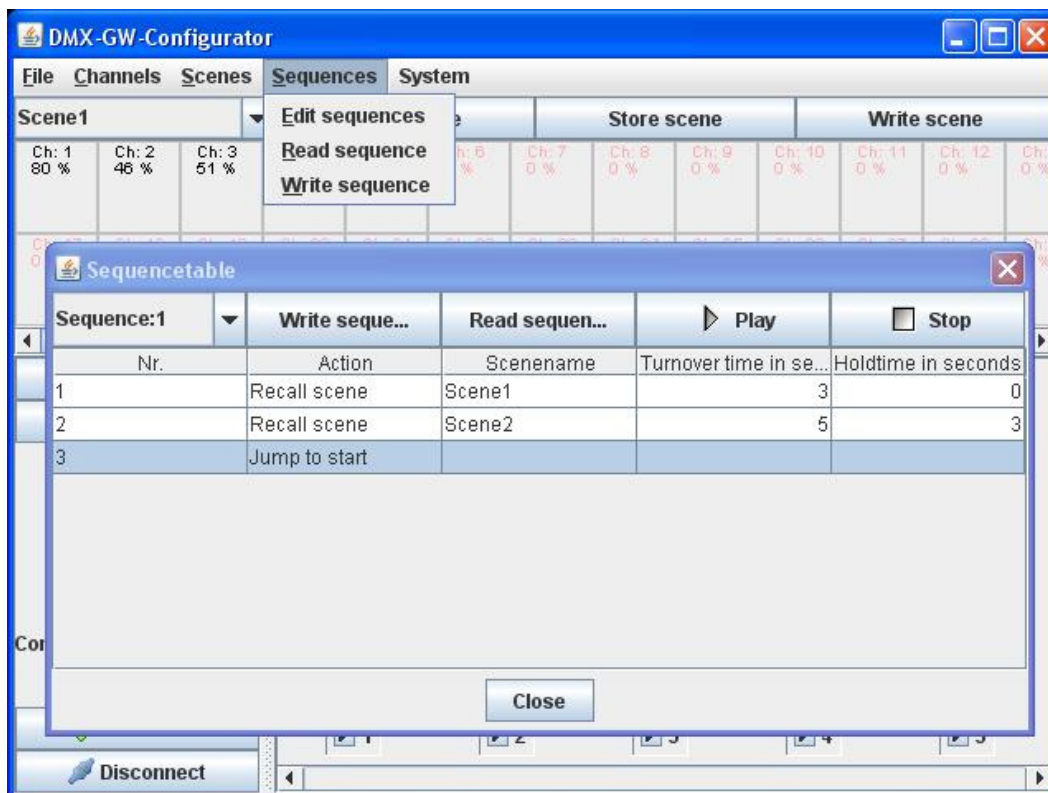 DMX-GW-Configurator
File Channels Scenes Sequences System
Scene1 Store scene Write scene
Edit sequences
Read sequence
Write sequence
Ch: 1 Ch: 2 Ch: 3 Ch: 7 Ch: 8 Ch: 9 Ch: 10 Ch: 11 Ch: 12 Ch:
80 % 46 % 51 % % 0 % 0 % 0 % 0 % 0 % 0 % 0 %
Sequencetable
Sequence:1 Write seque... Read sequen... Play Stop
Nr. Action Scenename Turnover time in se... Holdtime in seconds
1 Recall scene Scene1 3 0
2 Recall scene Scene2 5 3
3 Jump to start
Close
Disconnect